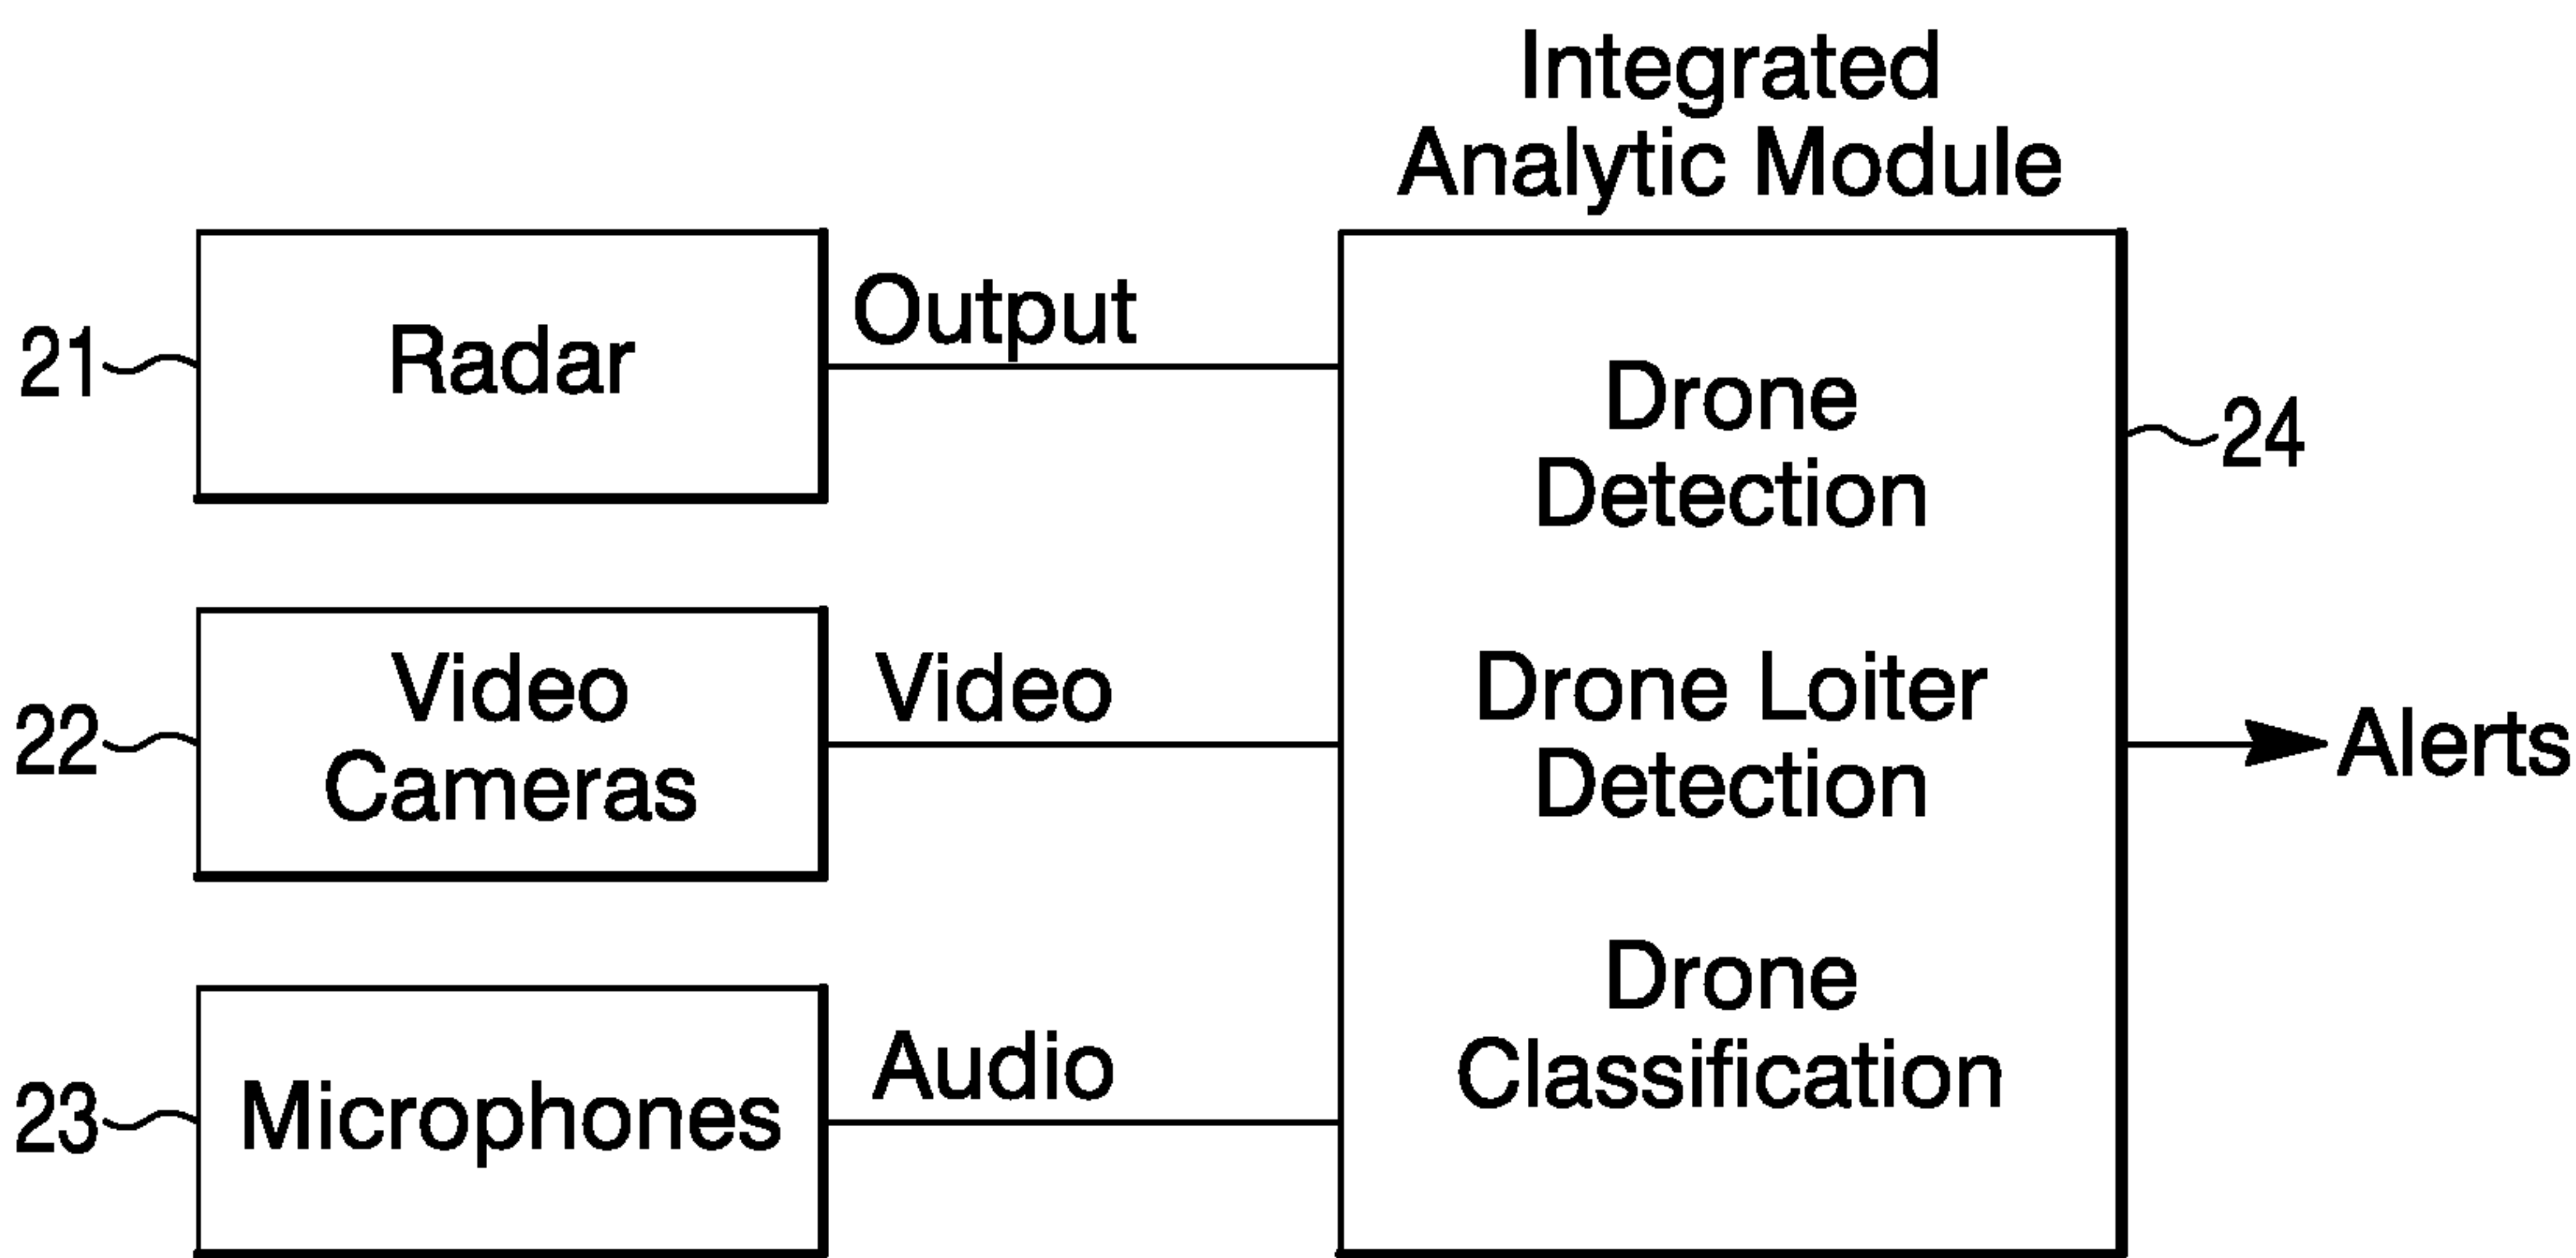 Integrated
Analytic Module
21
Radar
Output
Drone
Detection
24
22
Video
Cameras
Video
Drone Loiter
Detection
Alerts
23
Microphones
Audio
Drone
Classification